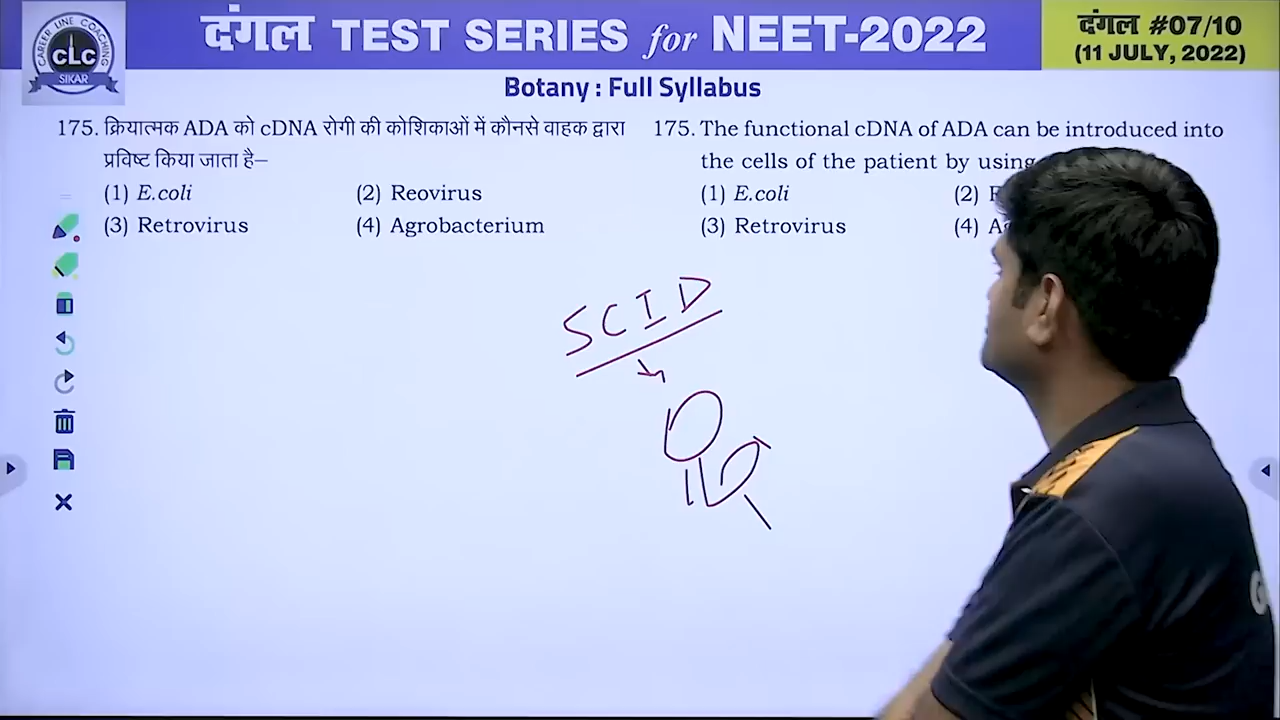 CAREER LINE COACHING
CLC
SIKAR
दंगल TEST SERIES for NEET-2022
दंगल #07/10
(11 JULY, 2022)
Botany : Full Syllabus
175. क्रियात्मक ADA को cDNA रोगी की कोशिकाओं में कौनसे वाहक द्वारा
प्रविष्ट किया जाता है–
(1) E.coli (2) Reovirus
(3) Retrovirus (4) Agrobacterium
175. The functional cDNA of ADA can be introduced into
the cells of the patient by using
(1) E.coli (2)
(3) Retrovirus (4)
SCID